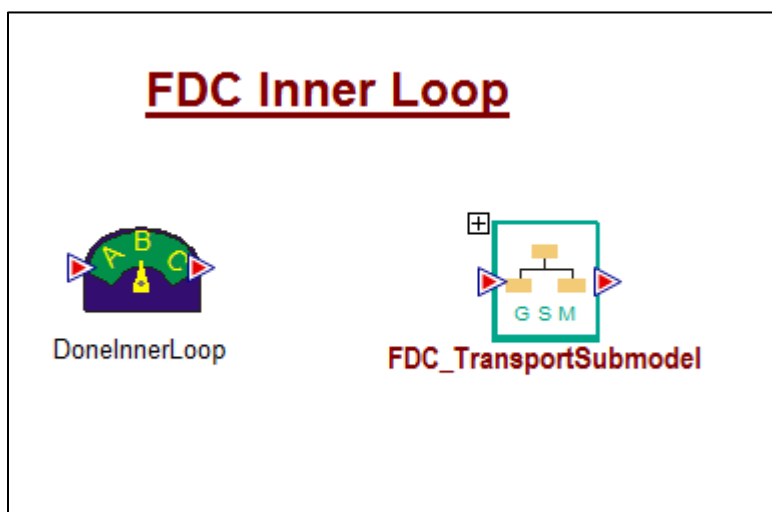 FDC Inner Loop
A B C
DoneInnerLoop
G S M
FDC_TransportSubmodel